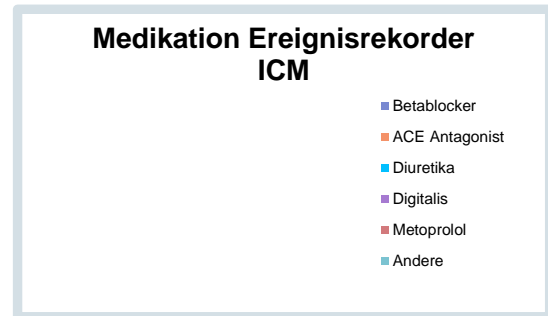 Medikation Ereignisrekorder
ICM
Betablocker
ACE Antagonist
Diuretika
Digitalis
Metoprolol
Andere